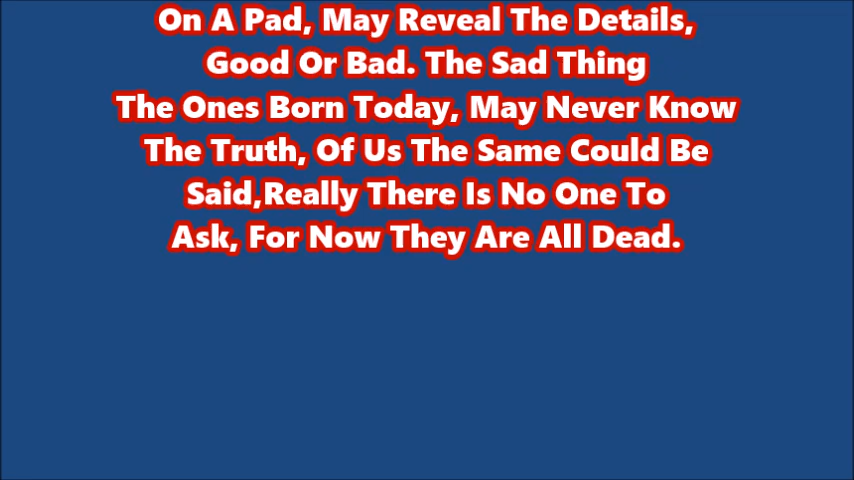 On A Pad, May Reveal The Details,
Good Or Bad. The Sad Thing
The Ones Born Today, May Never Know
The Truth, Of Us The Same Could Be
Said,Really There Is No One To
Ask, For Now They Are All Dead.